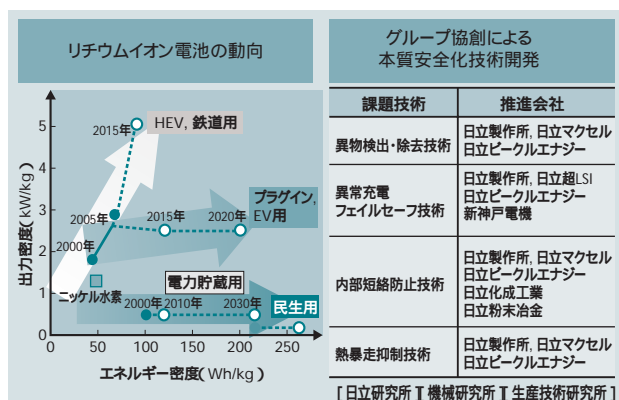 リチウムイオン電池の動向
出力密度(kW/kg)
5
4
3
2
1
0
2015年
HEV, 鉄道用
2005年
2000年
2015年
2020年
プラグイン,
EV用
ニッケル水素
電力貯蔵用
2000年
2010年
2030年
民生用
0
50
100
150
200
250
エネルギー密度(Wh/kg)
グループ協創による
本質安全化技術開発
課題技術
推進会社
異物検出・除去技術
日立製作所, 日立マクセル
日立ビークルエナジー
異常充電
フェイルセーフ技術
日立製作所, 日立超LSI
日立ビークルエナジー
新神戸電機
内部短絡防止技術
日立製作所, 日立マクセル
日立ビークルエナジー
日立化成工業
日立粉末冶金
熱暴走抑制技術
日立製作所, 日立マクセル
日立ビークルエナジー
[日立研究所][機械研究所][生産技術研究所]